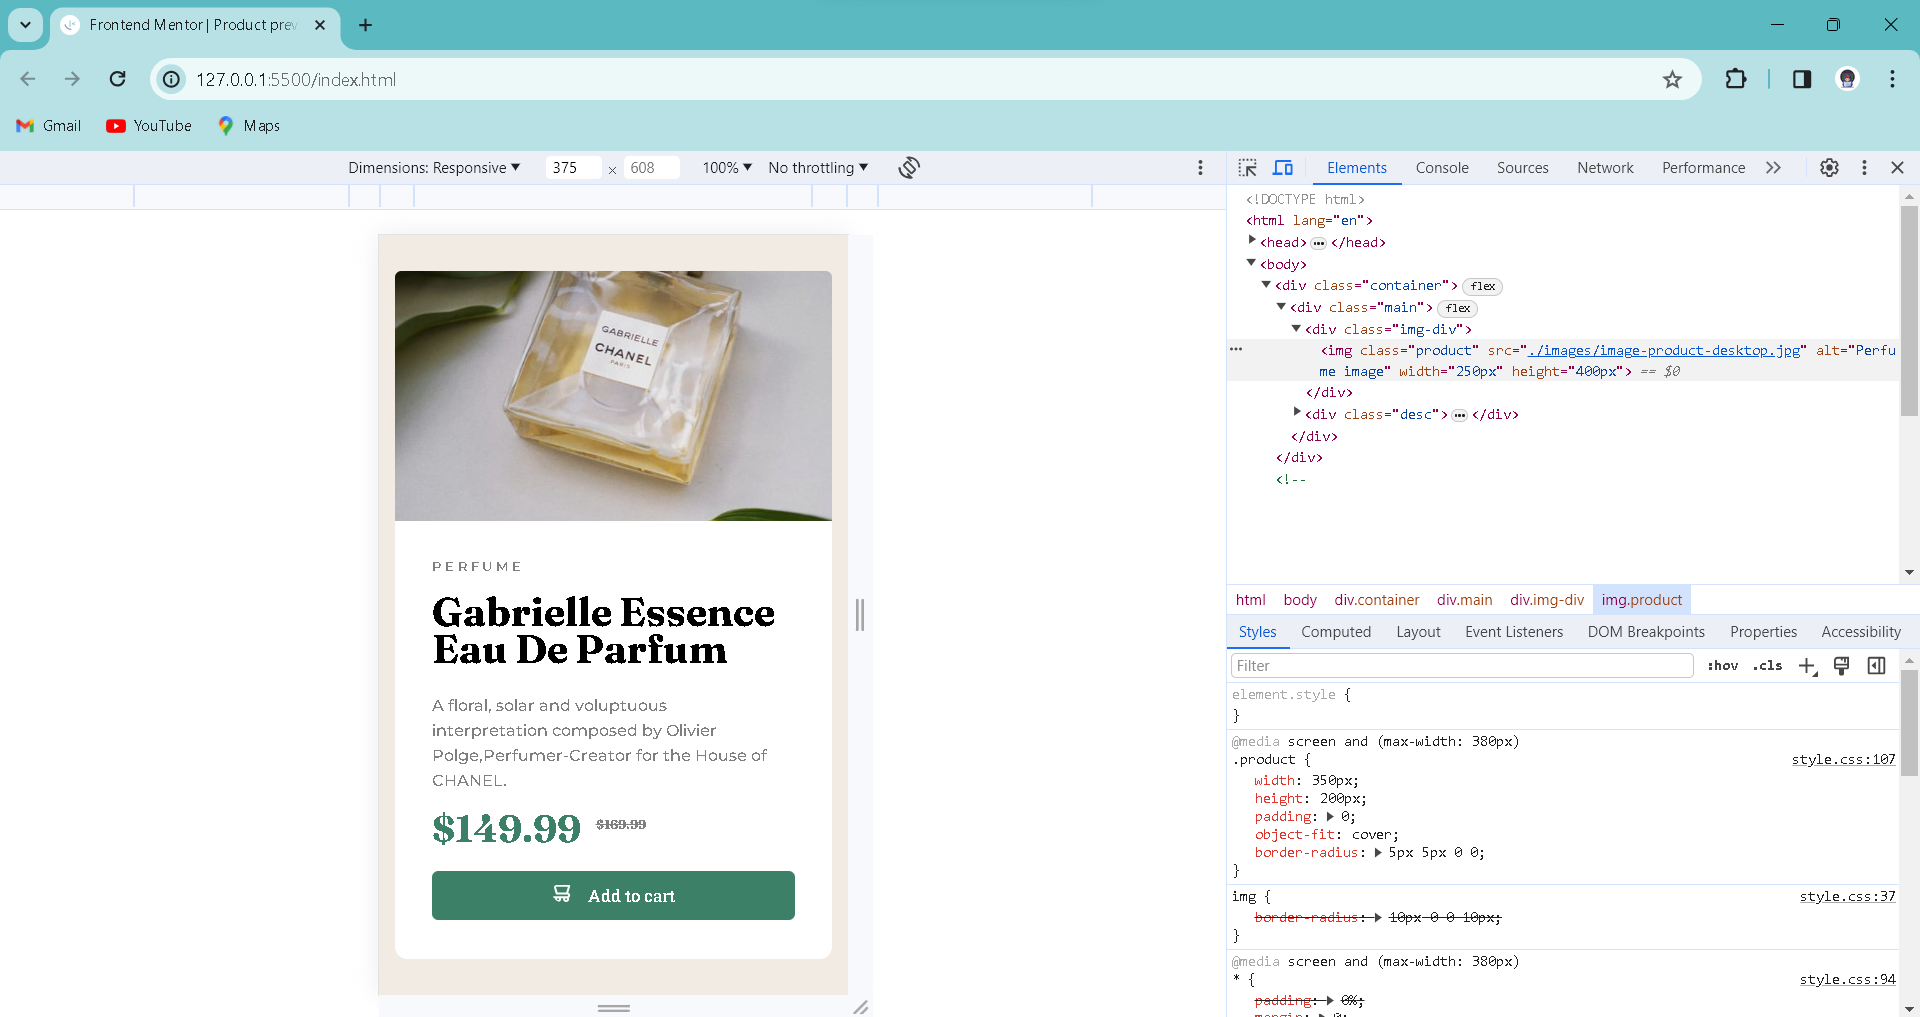 Frontend Mentor | Product prev
127.0.0.1:5500/index.html
Gmail YouTube Maps
Dimensions: Responsive ▼ 375 × 608 100% ▼ No throttling ▼
Elements Console Sources Network Performance
<!DOCTYPE html>
<html lang="en">
<head> ••• </head>
<body>
<div class="container"> flex
<div class="main"> flex
<div class="img-div">
<img class="product" src="./images/image-product-desktop.jpg" alt="Perfu
me image" width="250px" height="400px"> == $0
</div>
<div class="desc"> ••• </div>
</div>
</div>
<!--
html body div.container div.main div.img-div img.product
Styles Computed Layout Event Listeners DOM Breakpoints Properties Accessibility
Filter :hov .cls
element.style {
}
@media screen and (max-width: 380px)
.product { style.css:107
width: 350px;
height: 200px;
padding: 0;
object-fit: cover;
border-radius: 5px 5px 0 0;
}
img { style.css:37
border-radius: 10px 0 0 10px;
}
@media screen and (max-width: 380px)
* { style.css:94
padding: 0%;
margin: 0;
GABRIELLE
CHANEL
PARIS
PERFUME
Gabrielle Essence
Eau De Parfum
A floral, solar and voluptuous
interpretation composed by Olivier
Polge,Perfumer-Creator for the House of
CHANEL.
$149.99 $169.99
Add to cart